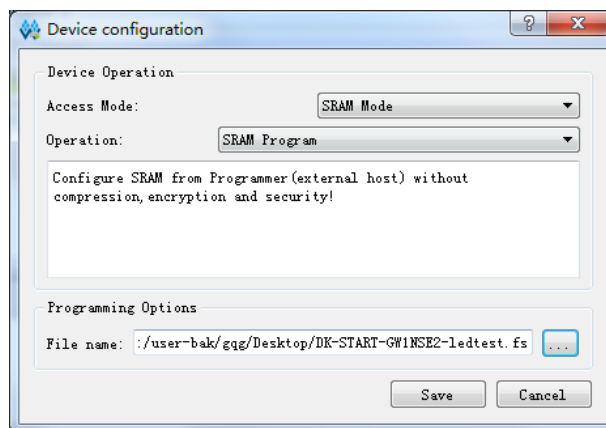 Device configuration
Device Operation
Access Mode: SRAM Mode
Operation: SRAM Program
Configure SRAM from Programmer(external host) without
compression,encryption and security!
Programming Options
File name: :/user-bak/gqg/Desktop/DK-START-GW1NSE2-ledtest.fs ...
Save Cancel